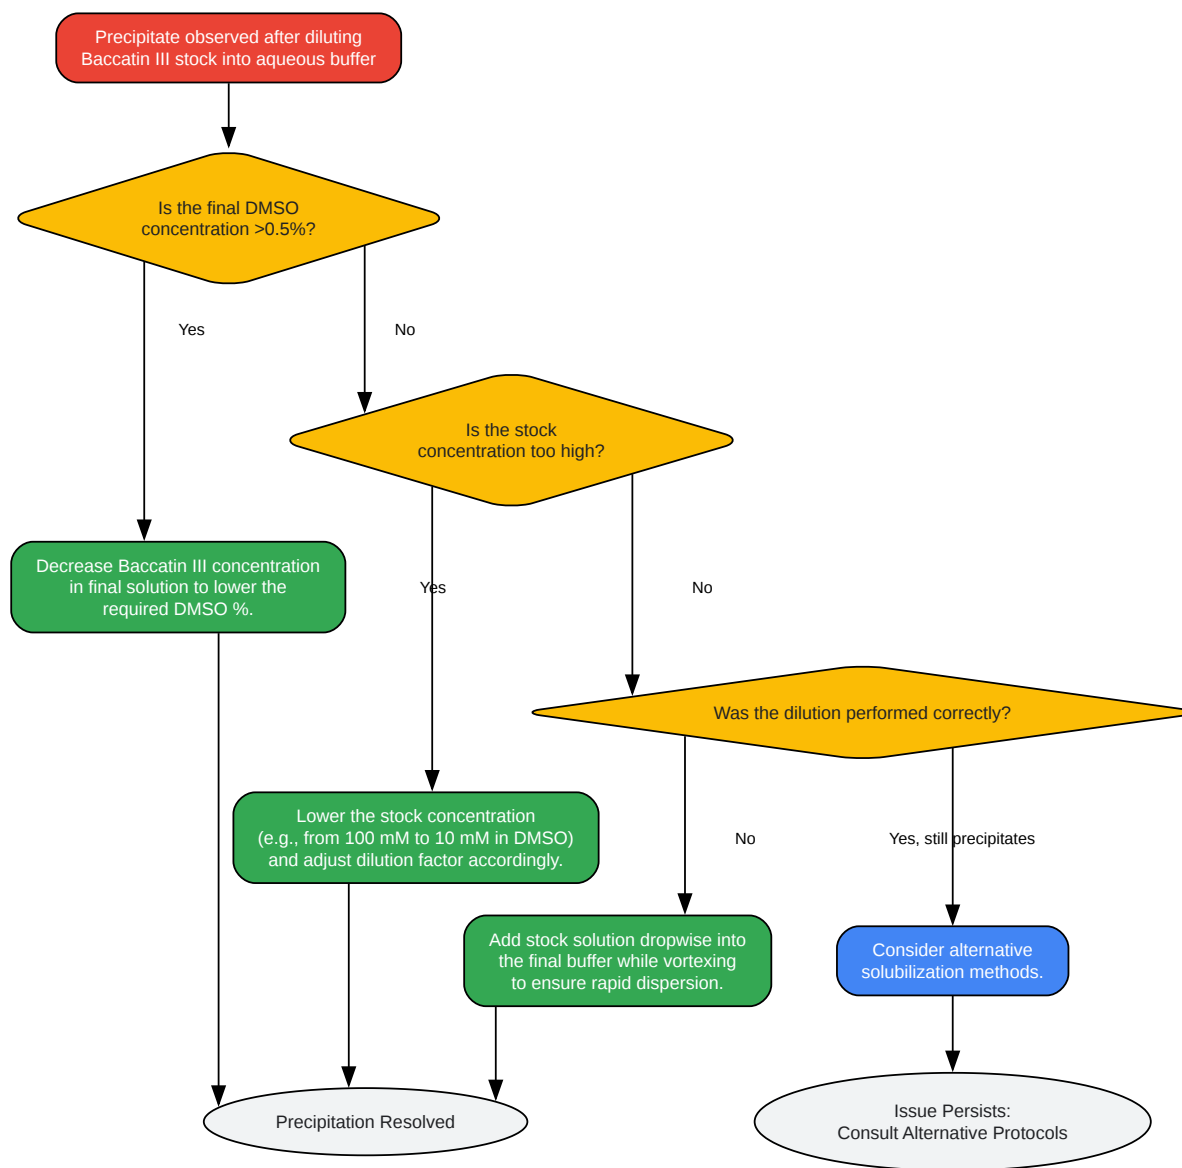 Precipitate observed after diluting
Baccatin III stock into aqueous buffer
Is the final DMSO
concentration >0.5%?
Yes
No
Is the stock
concentration too high?
Decrease Baccatin III concentration
in final solution to lower the
required DMSO %.
Yes
No
Was the dilution performed correctly?
Lower the stock concentration
(e.g., from 100 mM to 10 mM in DMSO)
and adjust dilution factor accordingly.
No
Yes, still precipitates
Add stock solution dropwise into
the final buffer while vortexing
to ensure rapid dispersion.
Consider alternative
solubilization methods.
Precipitation Resolved
Issue Persists:
Consult Alternative Protocols